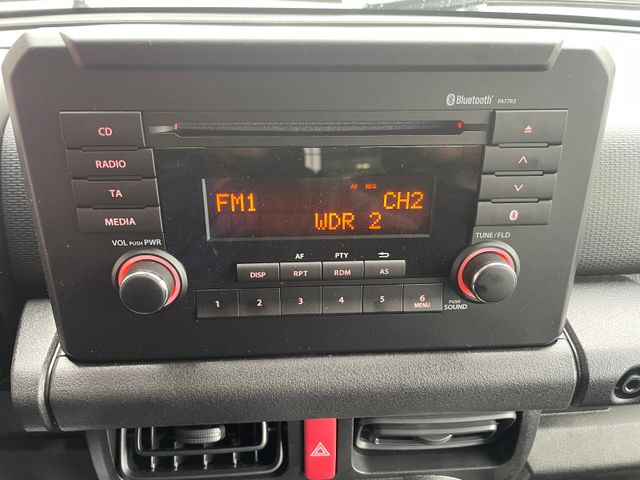 Bluetooth® PA77R3
CD
RADIO
TA
MEDIA
AF REG
FM1 CH2
WDR 2
VOL PUSH PWR
TUNE/FLD
AF PTY
DISP RPT RDM AS
1 2 3 4 5 6
MENU
PUSH
SOUND